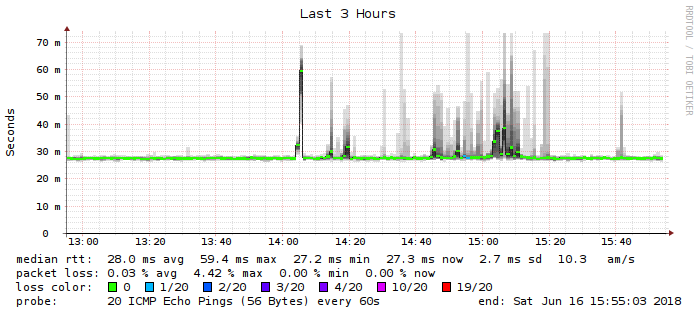 Last 3 Hours
RRDTOOL / TOBI OETIKER
Seconds
70 m
60 m
50 m
40 m
30 m
20 m
10 m
0
13:00 13:20 13:40 14:00 14:20 14:40 15:00 15:20 15:40
median rtt: 28.0 ms avg 59.4 ms max 27.2 ms min 27.3 ms now 2.7 ms sd 10.3 am/s
packet loss: 0.03 % avg 4.42 % max 0.00 % min 0.00 % now
loss color: 0 1/20 2/20 3/20 4/20 10/20 19/20
probe: 20 ICMP Echo Pings (56 Bytes) every 60s end: Sat Jun 16 15:55:03 2018